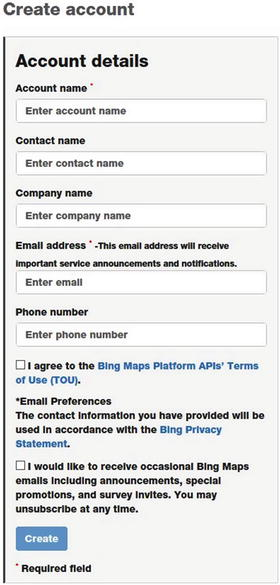 Create account
Account details
Account name *
Enter account name
Contact name
Enter contact name
Company name
Enter company name
Email address * -This email address will receive
important service announcements and notifications.
Enter email
Phone number
Enter phone number
I agree to the Bing Maps Platform APIs' Terms
of Use (TOU).
*Email Preferences
The contact information you have provided will be
used in accordance with the Bing Privacy
Statement.
I would like to receive occasional Bing Maps
emails including announcements, special
promotions, and survey invites. You may
unsubscribe at any time.
Create
* Required field